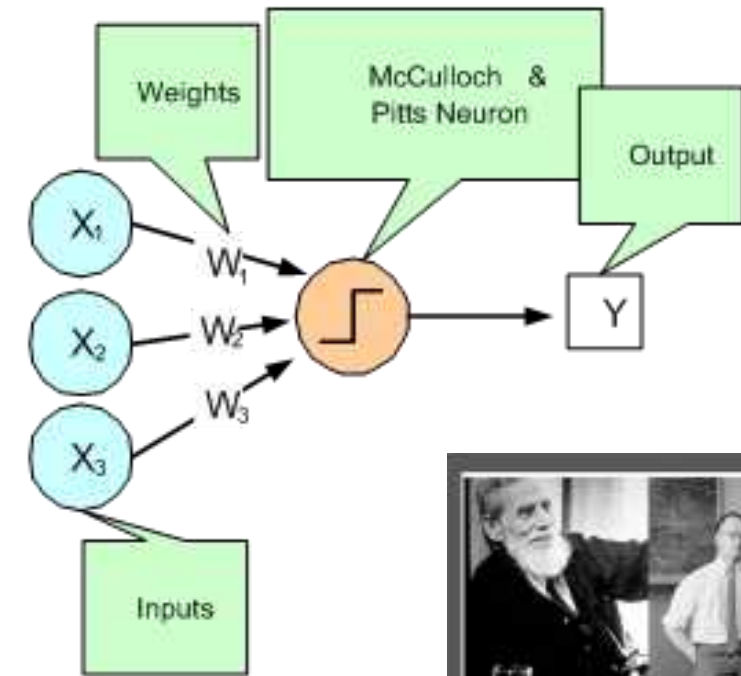 Weights
McCulloch &
Pitts Neuron
Output
X₁
W₁
X₂
W₂
Y
X₃
W₃
Inputs